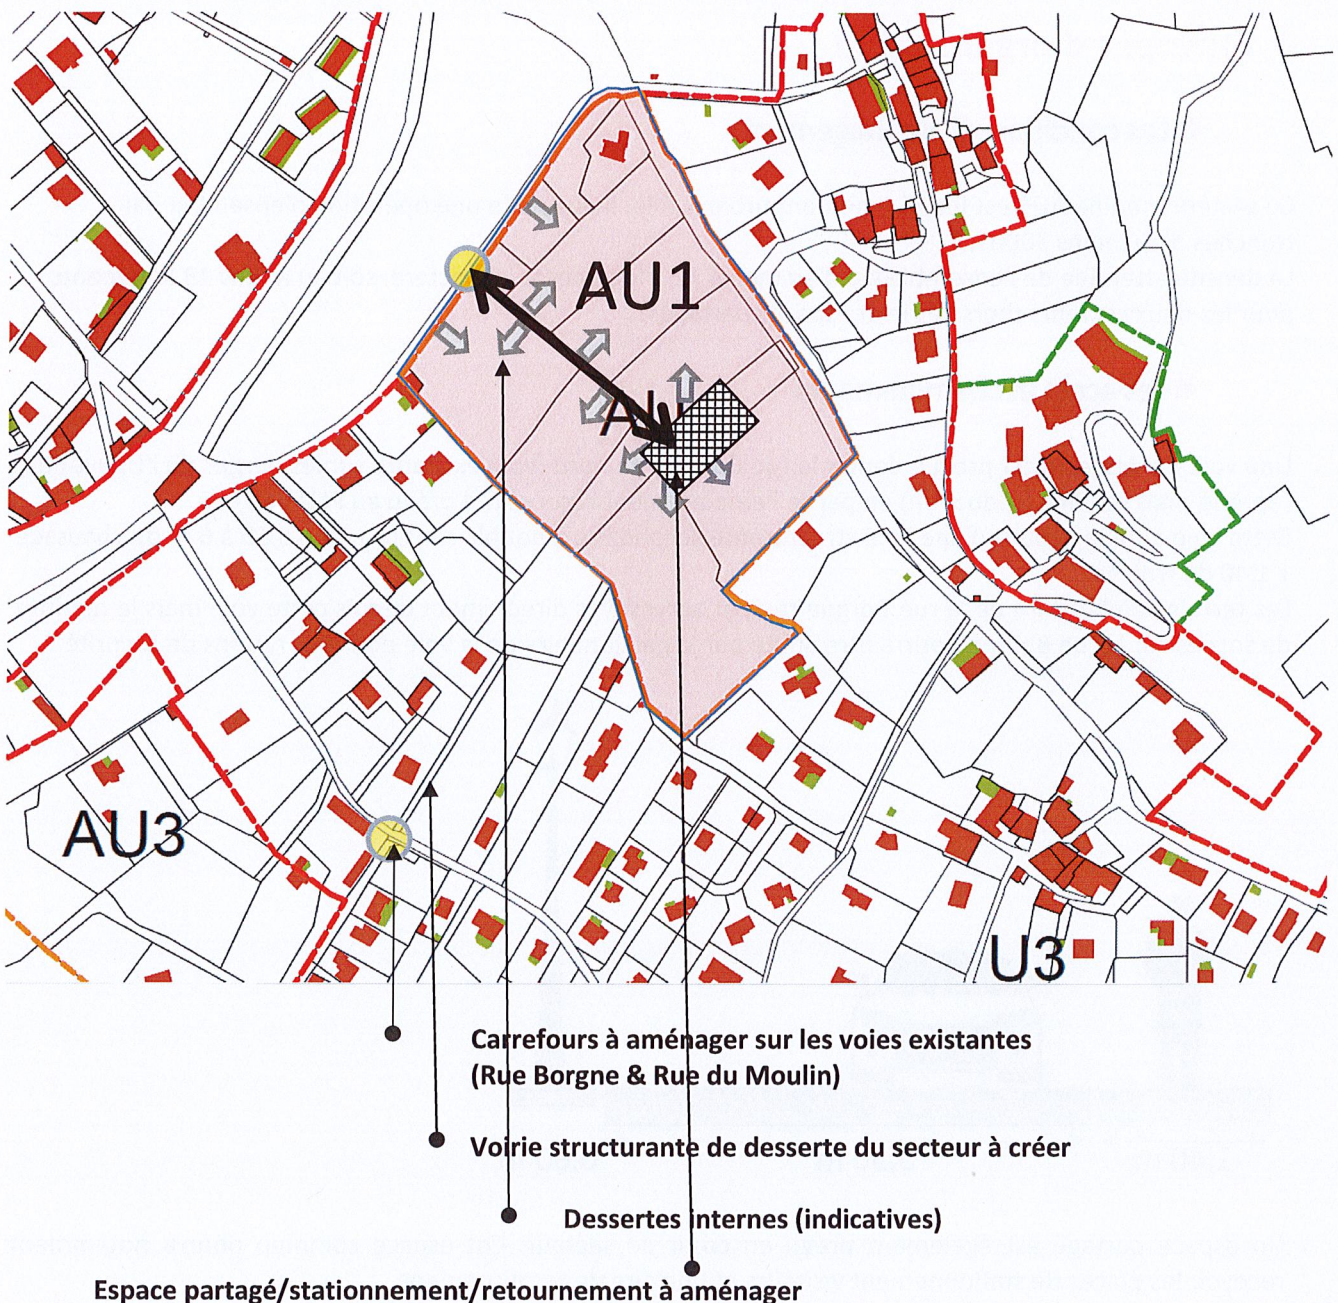 AU1
AU
AU3
U3
Carrefours à aménager sur les voies existantes
(Rue Borgne & Rue du Moulin)
Voirie structurante de desserte du secteur à créer
Dessertes internes (indicatives)
Espace partagé/stationnement/retournement à aménager